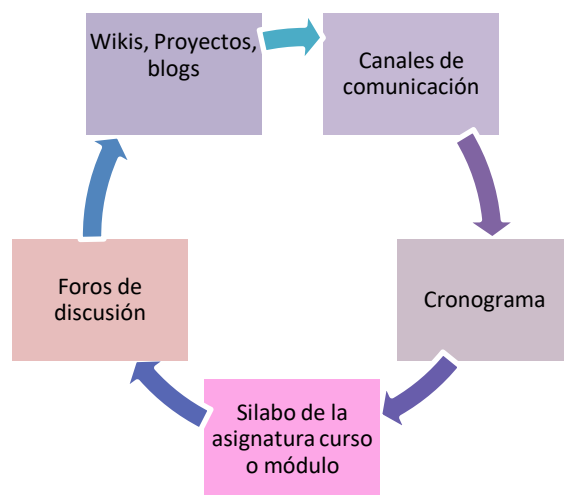 Wikis, Proyectos,
blogs
Canales de
comunicación
Cronograma
Silabo de la
asignatura curso
o módulo
Foros de
discusión